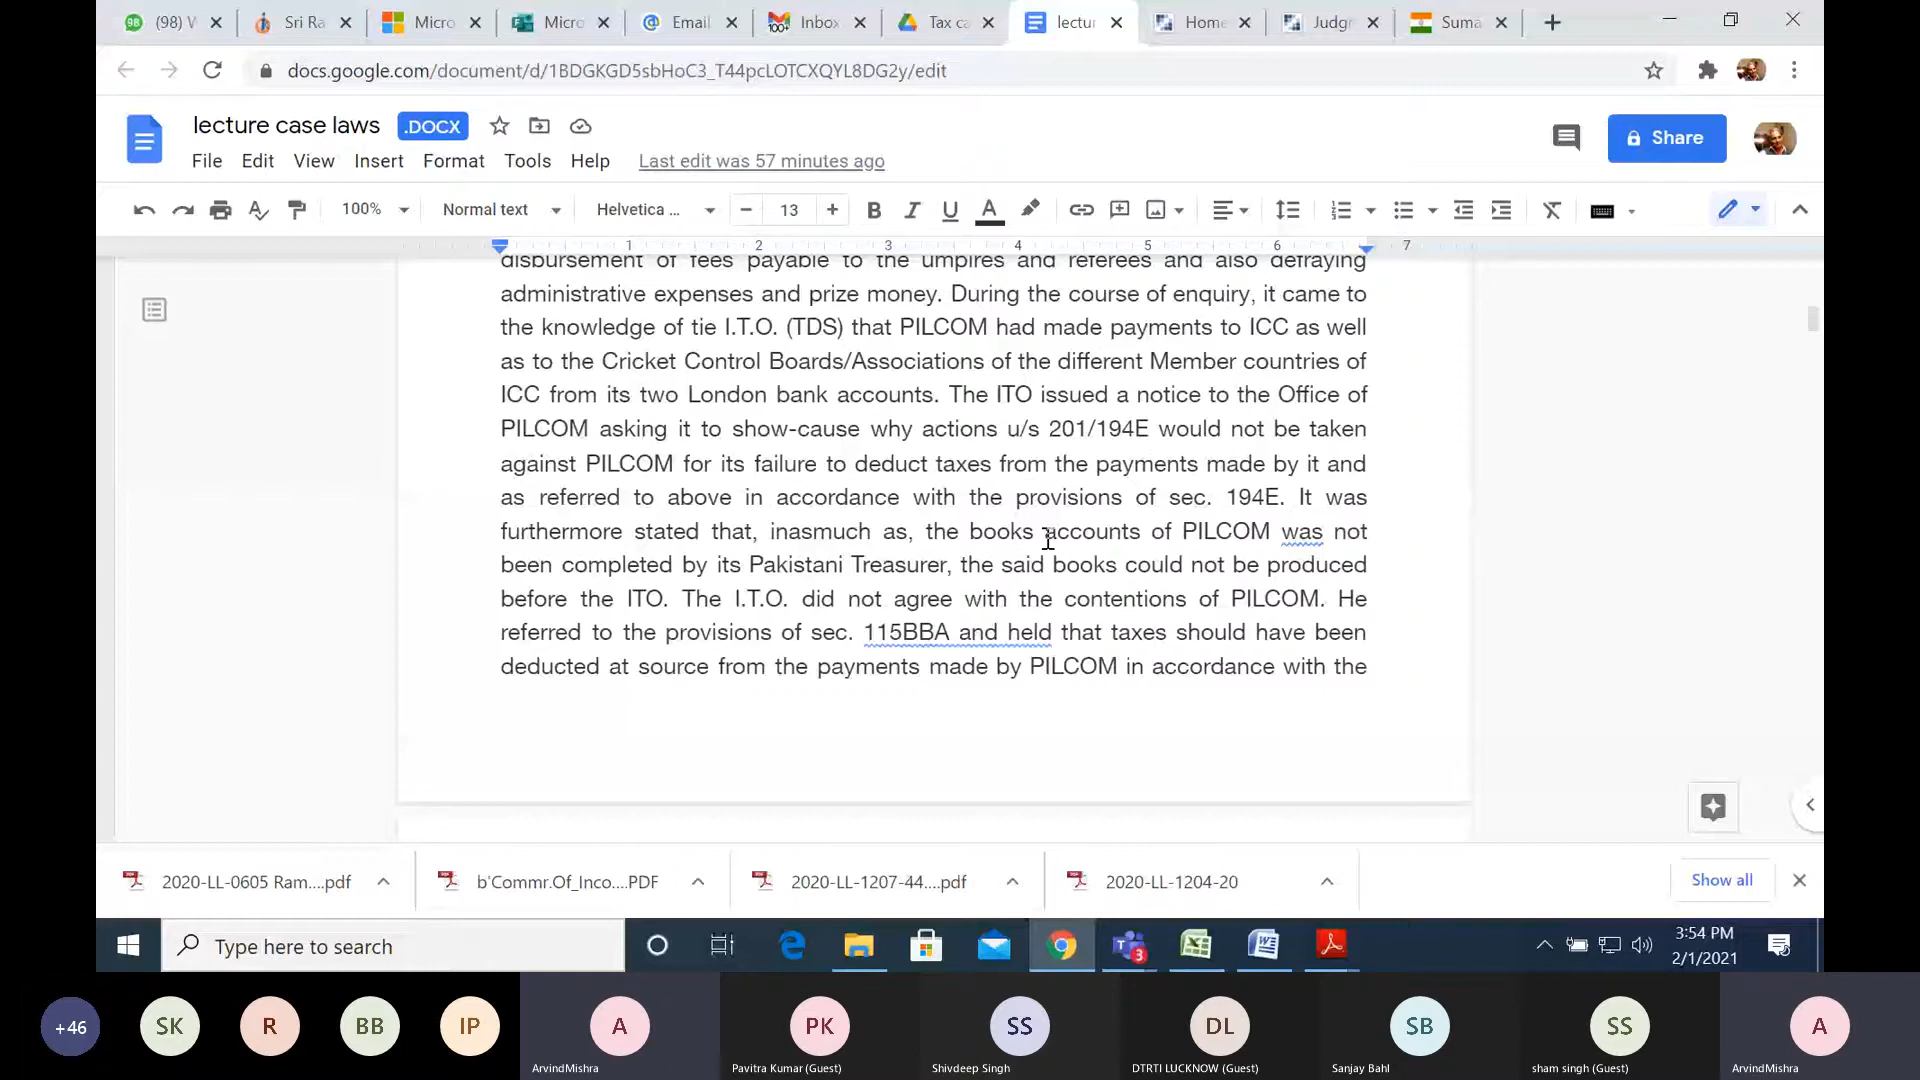 (98) W
Sri Ra
Micro
Micro
Email
Inbox
Tax ca
lectur
Home
Judgr
Suma
docs.google.com/document/d/1BDGKGD5sbHoC3_T44pcLOTCXQYL8DG2y/edit
lecture case laws
.DOCX
Share
File Edit View Insert Format Tools Help Last edit was 57 minutes ago
100% Normal text Helvetica ... 13
1 2 3 4 5 6 7
disbursement of fees payable to the umpires and referees and also defraying
administrative expenses and prize money. During the course of enquiry, it came to
the knowledge of tie I.T.O. (TDS) that PILCOM had made payments to ICC as well
as to the Cricket Control Boards/Associations of the different Member countries of
ICC from its two London bank accounts. The ITO issued a notice to the Office of
PILCOM asking it to show-cause why actions u/s 201/194E would not be taken
against PILCOM for its failure to deduct taxes from the payments made by it and
as referred to above in accordance with the provisions of sec. 194E. It was
furthermore stated that, inasmuch as, the books accounts of PILCOM was not
been completed by its Pakistani Treasurer, the said books could not be produced
before the ITO. The I.T.O. did not agree with the contentions of PILCOM. He
referred to the provisions of sec. 115BBA and held that taxes should have been
deducted at source from the payments made by PILCOM in accordance with the
2020-LL-0605 Ram....pdf
b'Commr.Of_Inco....PDF
2020-LL-1207-44....pdf
2020-LL-1204-20
Show all
Type here to search
3
3:54 PM
2/1/2021
+46
SK
R
BB
IP
A
PK
SS
DL
SB
SS
A
ArvindMishra
Pavitra Kumar (Guest)
Shivdeep Singh
DTRTI LUCKNOW (Guest)
Sanjay Bahl
sham singh (Guest)
ArvindMishra